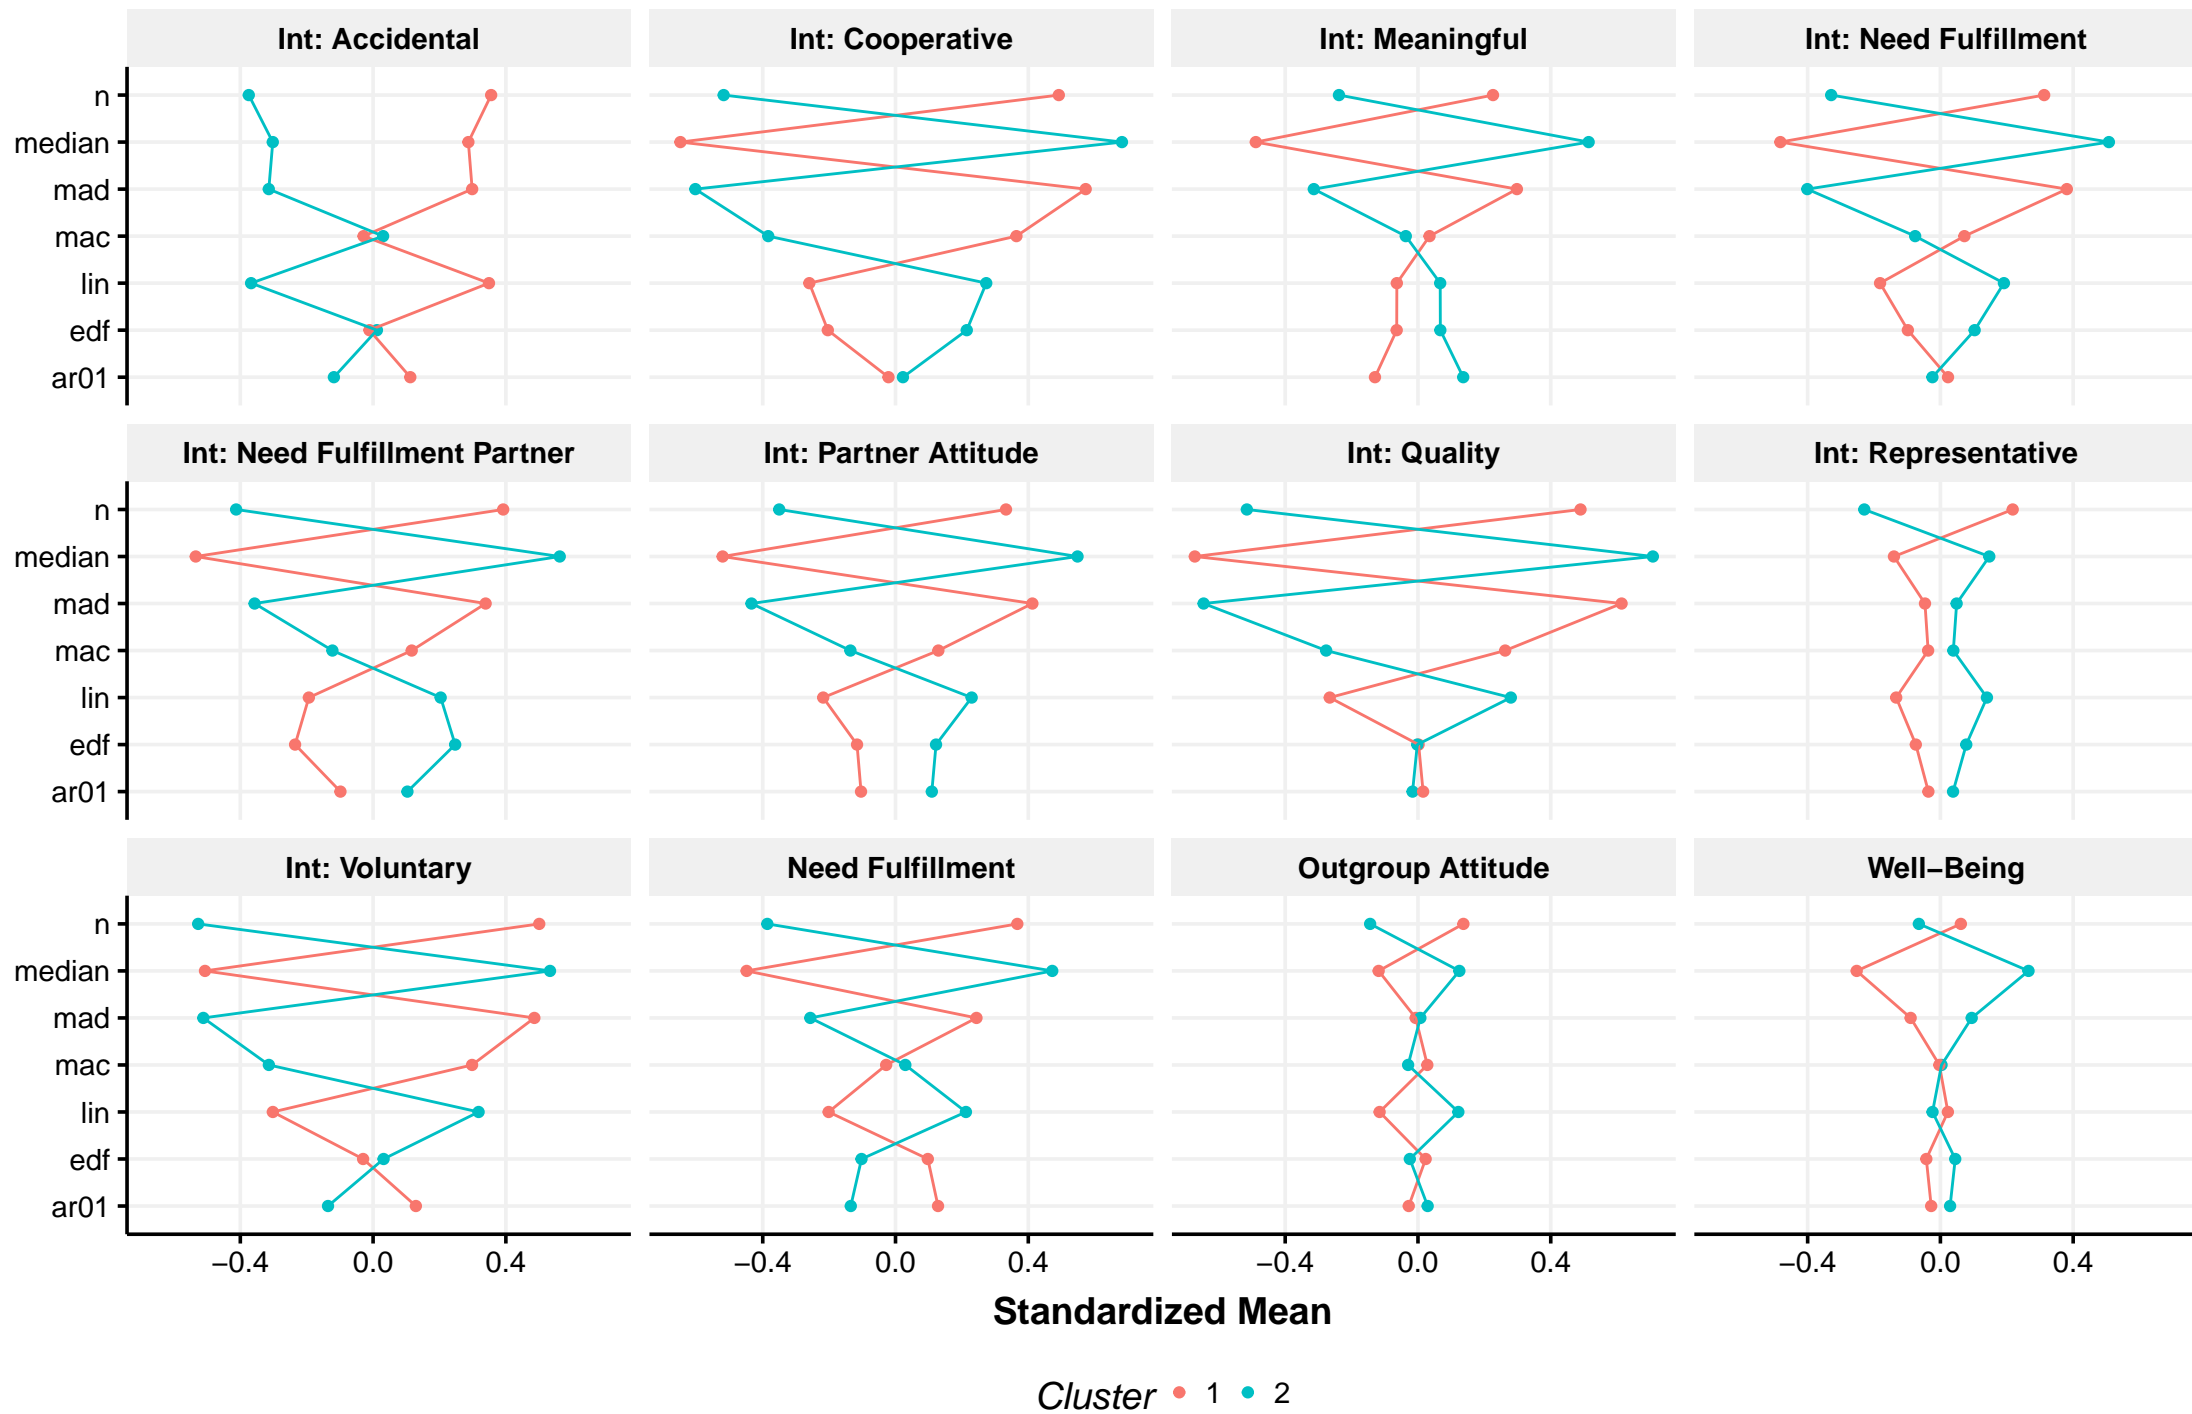 Int: Accidental
Int: Cooperative
Int: Meaningful
Int: Need Fulfillment
n
median
mad
mac
lin
edf
ar01
Int: Need Fulfillment Partner
Int: Partner Attitude
Int: Quality
Int: Representative
n
median
mad
mac
lin
edf
ar01
Int: Voluntary
Need Fulfillment
Outgroup Attitude
Well−Being
n
median
mad
mac
lin
edf
ar01
−0.4 0.0 0.4
−0.4 0.0 0.4
−0.4 0.0 0.4
−0.4 0.0 0.4
Standardized Mean
Cluster 1 2